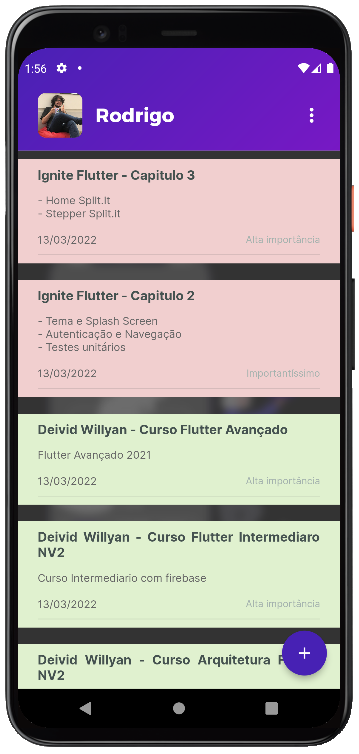 1:56
Rodrigo
Ignite Flutter - Capitulo 3
- Home Split.It
- Stepper Split.it
13/03/2022 Alta importância
Ignite Flutter - Capitulo 2
- Tema e Splash Screen
- Autenticação e Navegação
- Testes unitários
13/03/2022 Importantíssimo
Deivid Willyan - Curso Flutter Avançado
Flutter Avançado 2021
13/03/2022 Alta importância
Deivid Willyan - Curso Flutter Intermediaro
NV2
Curso Intermediario com firebase
13/03/2022 Alta importância
Deivid Willyan - Curso Arquitetura
NV2